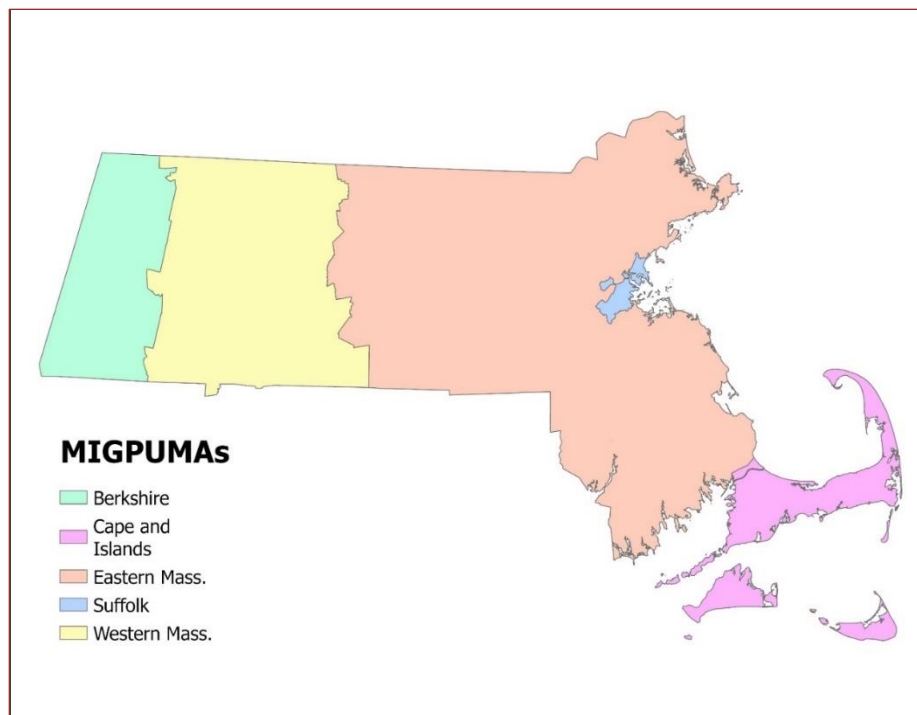 MIGPUMAs
Berkshire
Cape and
Islands
Eastern Mass.
Suffolk
Western Mass.